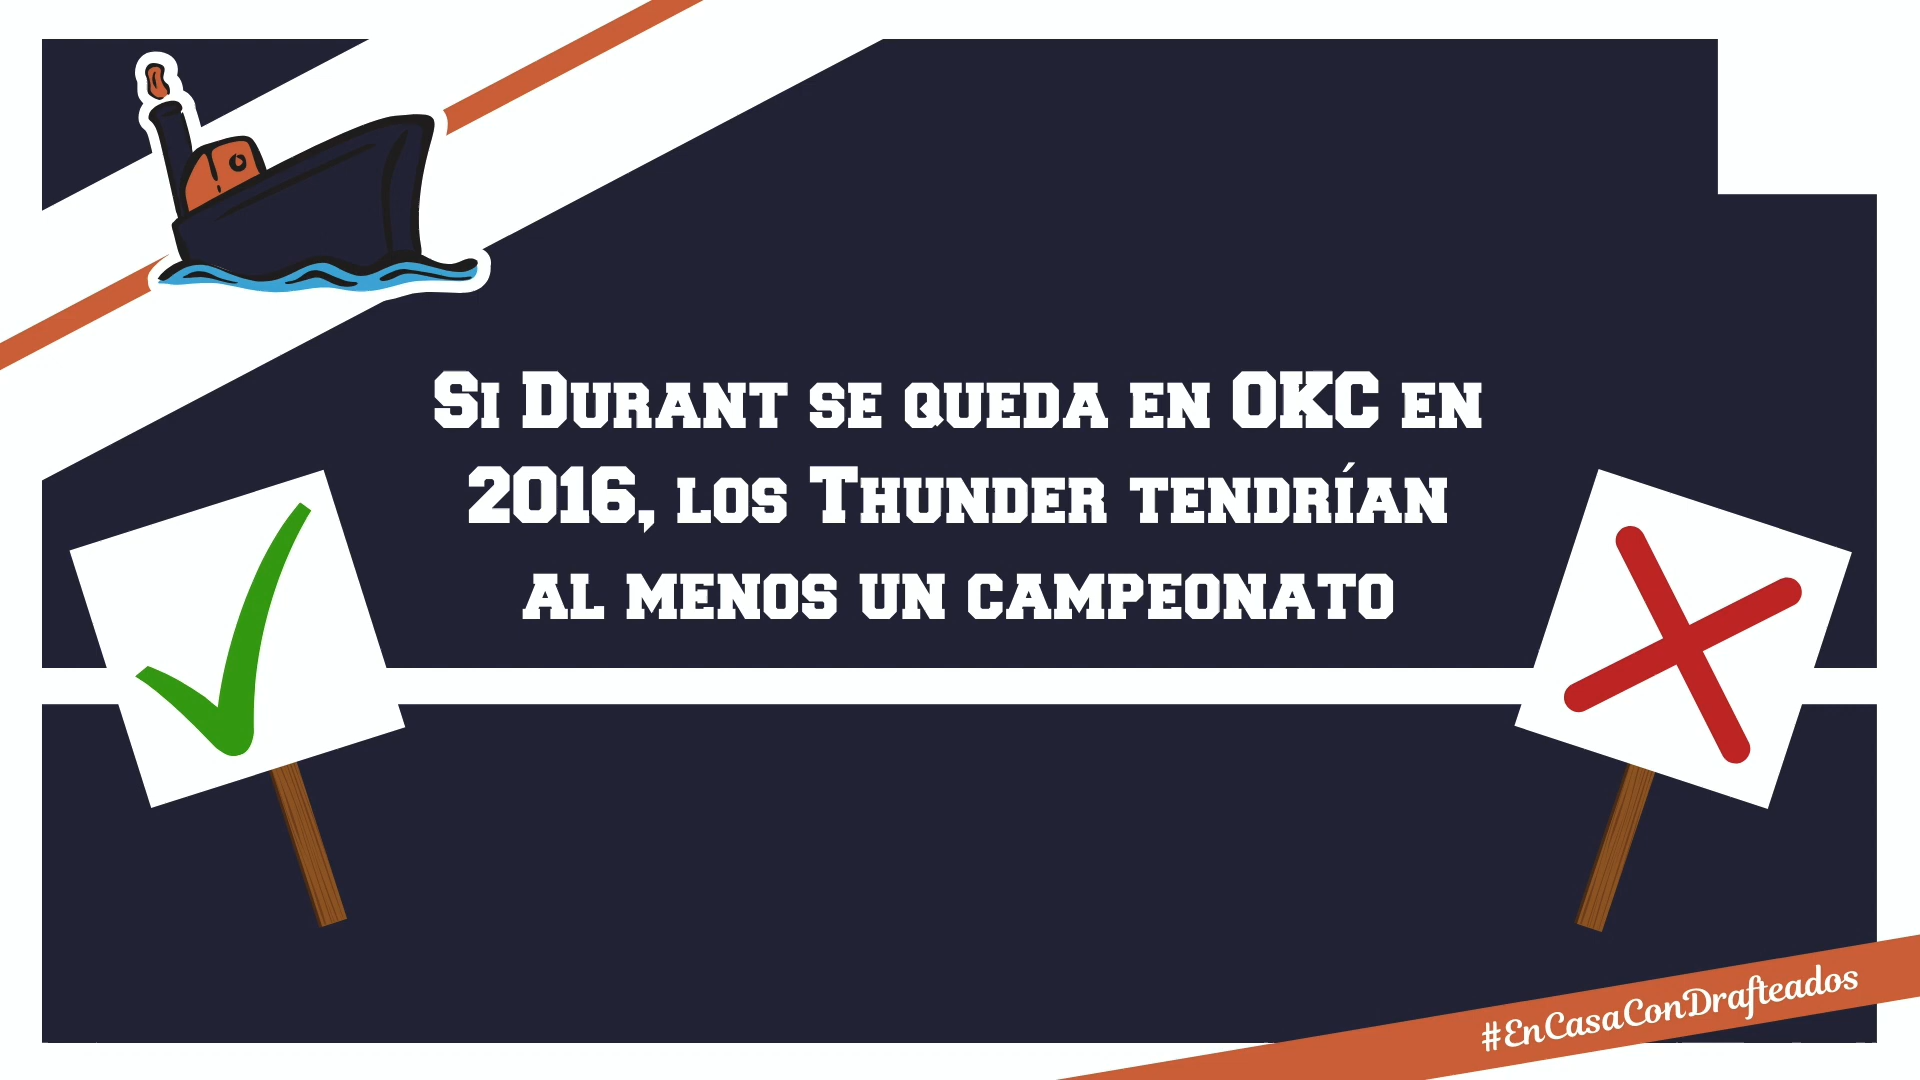 Si Durant se queda en OKC en
2016, los Thunder tendrían
al menos un campeonato
#EnCasaConDrafteados